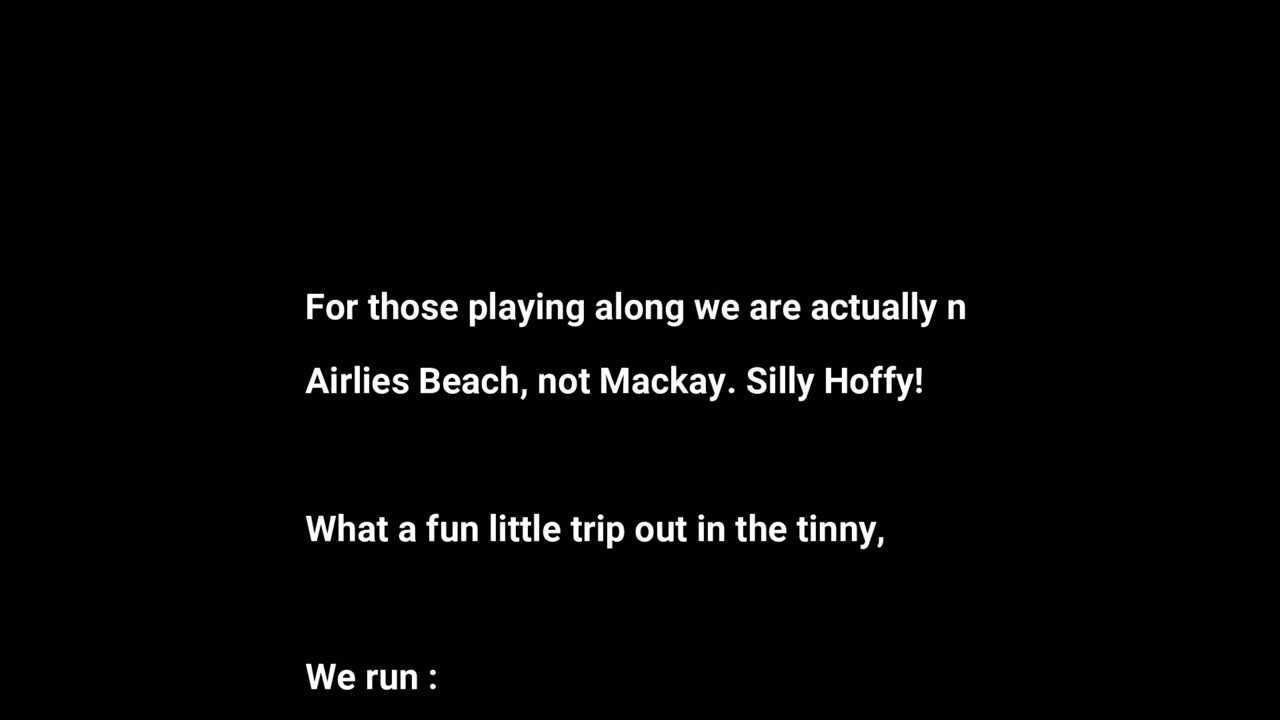 For those playing along we are actually n
Airlies Beach, not Mackay. Silly Hoffy!
What a fun little trip out in the tinny,
We run :